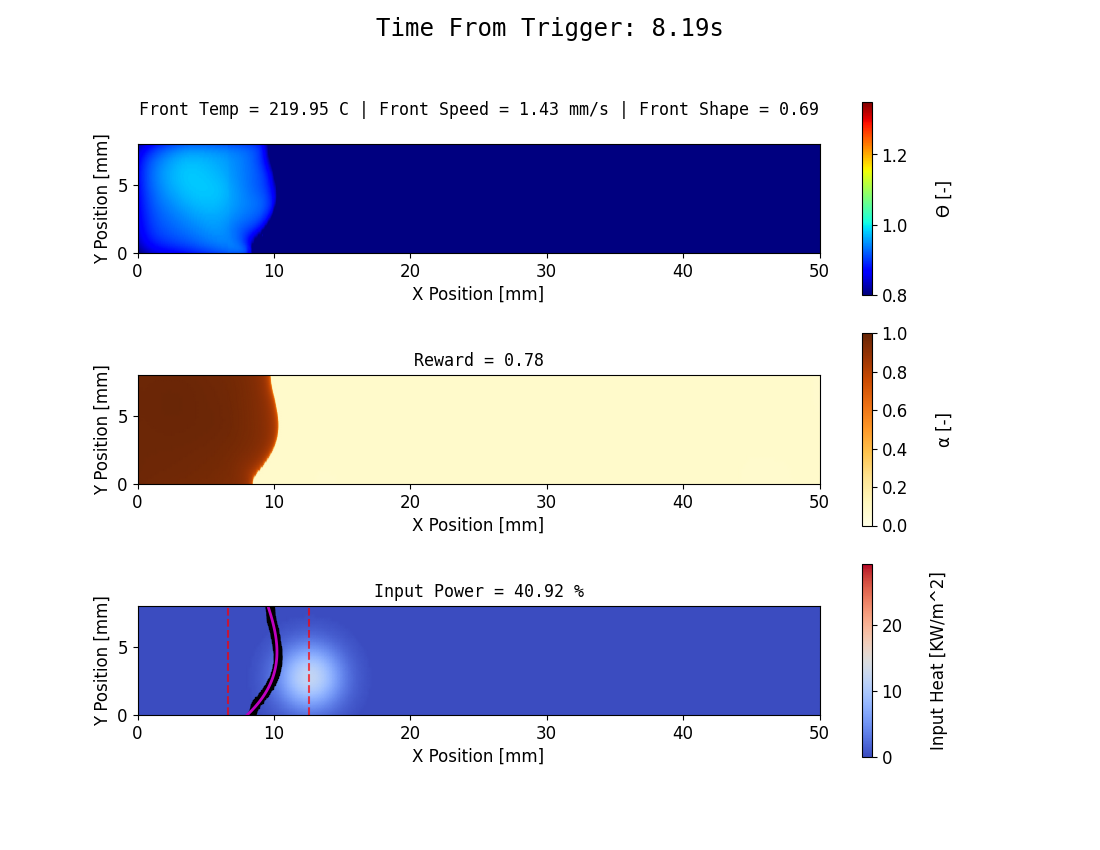 Time From Trigger: 8.19s
Front Temp = 219.95 C | Front Speed = 1.43 mm/s | Front Shape = 0.69
Y Position [mm]
5
0
0 10 20 30 40 50
X Position [mm]
1.2
1.0
0.8
Θ [-]
Reward = 0.78
Y Position [mm]
5
0
0 10 20 30 40 50
X Position [mm]
1.0
0.8
0.6
0.4
0.2
0.0
α [-]
Input Power = 40.92 %
Y Position [mm]
5
0
0 10 20 30 40 50
X Position [mm]
20
10
0
Input Heat [KW/m^2]